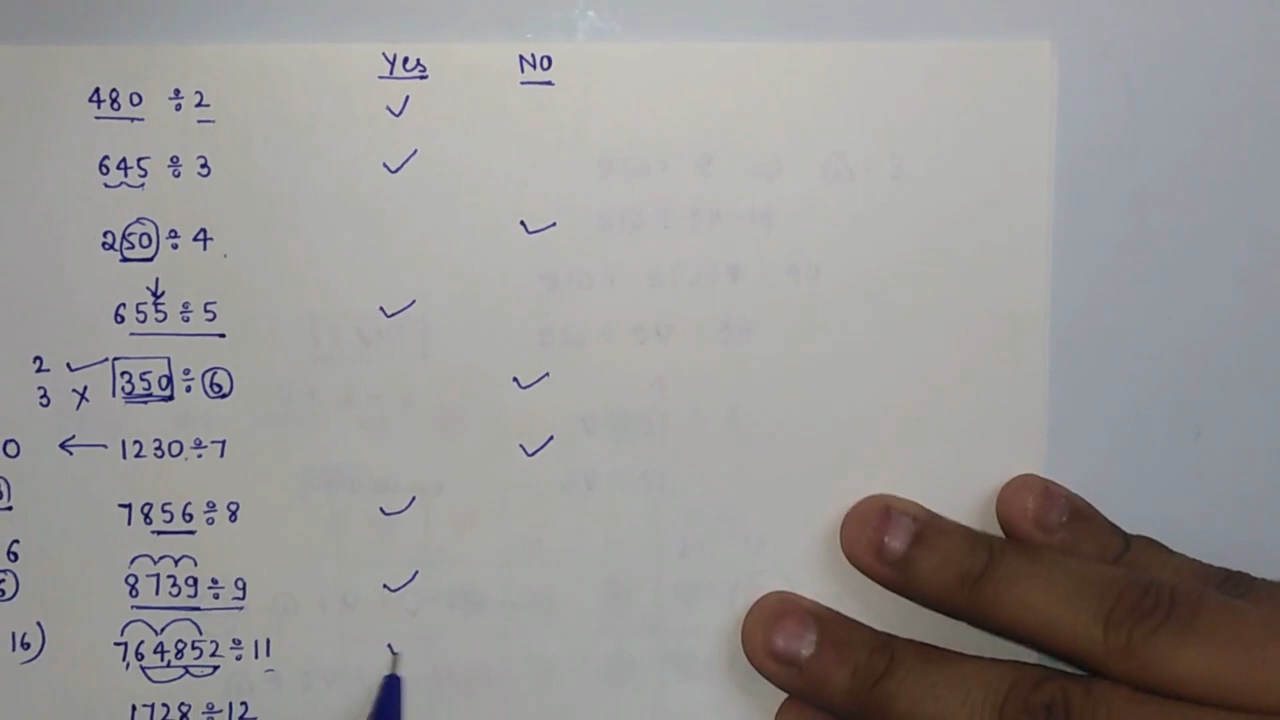 Yes NO
480 ÷ 2 ✓
645 ÷ 3 ✓
250 ÷ 4 ✓
655 ÷ 5 ✓
2 ✓ 350 ÷ 6 ✓
3 X
0 ← 1230 ÷ 7 ✓
7856 ÷ 8 ✓
6
8739 ÷ 9 ✓
16) 7,64,852 ÷ 11
1728 ÷ 12